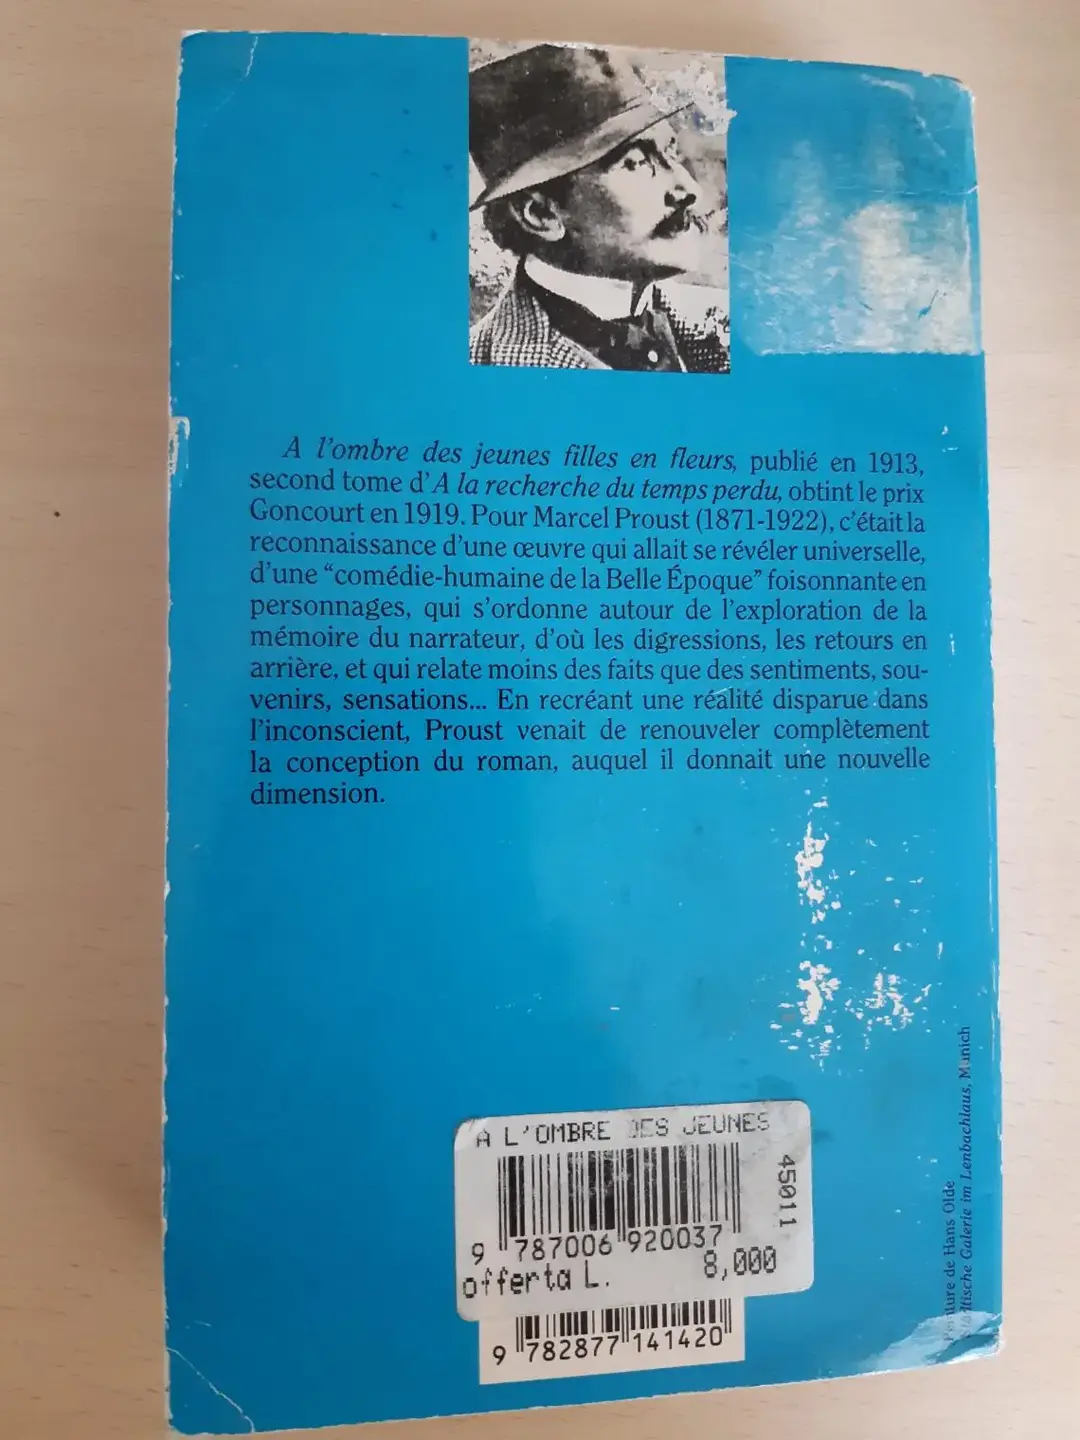 A l'ombre des jeunes filles en fleurs, publié en 1913,
second tome d'A la recherche du temps perdu, obtint le prix
Goncourt en 1919. Pour Marcel Proust (1871-1922), c'était la
reconnaissance d'une œuvre qui allait se révéler universelle,
d'une “comédie-humaine de la Belle Époque” foisonnante en
personnages, qui s'ordonne autour de l'exploration de la
mémoire du narrateur, d'où les digressions, les retours en
arrière, et qui relate moins des faits que des sentiments, sou-
venirs, sensations... En recréant une réalité disparue dans
l'inconscient, Proust venait de renouveler complètement
la conception du roman, auquel il donnait une nouvelle
dimension.
A L'OMBRE DES JEUNES
45011
9 787006 920037
offerta L. 8,000
9 782877 141420
de Hans Olde
Galerie im Lenbachlaus, Munich